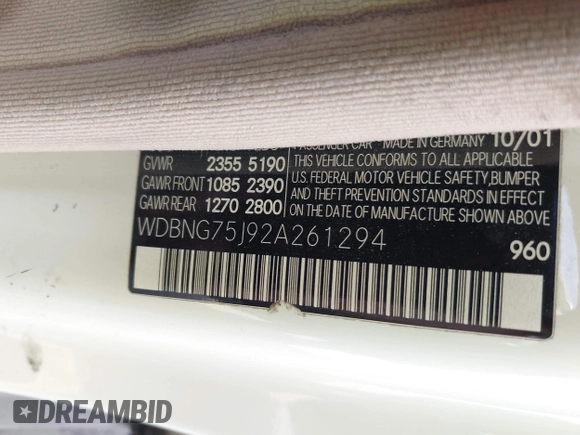 PASSENGER CAR MADE IN GERMANY 10/01
GVWR 2355 5190
GAWR FRONT 1085 2390
GAWR REAR 1270 2800
THIS VEHICLE CONFORMS TO ALL APPLICABLE
U.S. FEDERAL MOTOR VEHICLE SAFETY,BUMPER
AND THEFT PREVENTION STANDARDS IN EFFECT
ON THE DATE OF MANUFACTURE SHOWN ABOVE.
WDBNG75J92A261294
960
DREAMBID